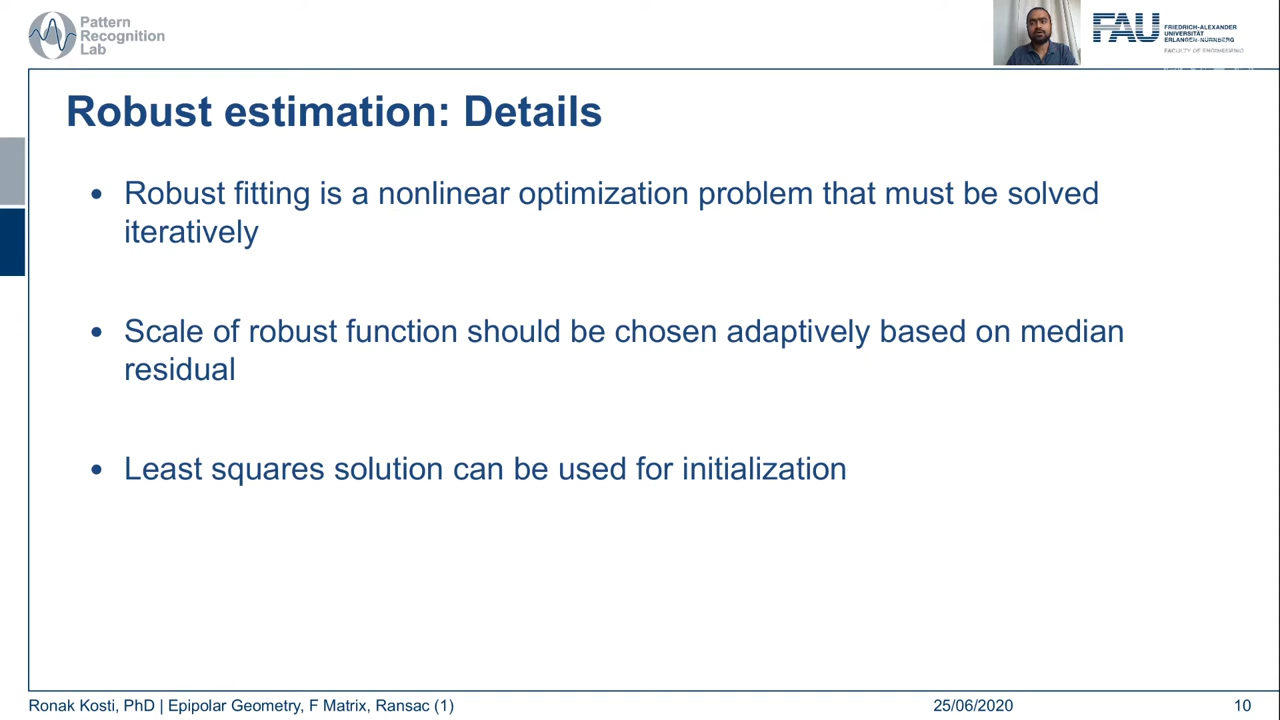 Pattern
Recognition
Lab
FAU
FRIEDRICH-ALEXANDER
UNIVERSITÄT
ERLANGEN-NÜRNBERG
FACULTY OF ENGINEERING
Robust estimation: Details
• Robust fitting is a nonlinear optimization problem that must be solved
iteratively
• Scale of robust function should be chosen adaptively based on median
residual
• Least squares solution can be used for initialization
Ronak Kosti, PhD | Epipolar Geometry, F Matrix, Ransac (1)
25/06/2020
10